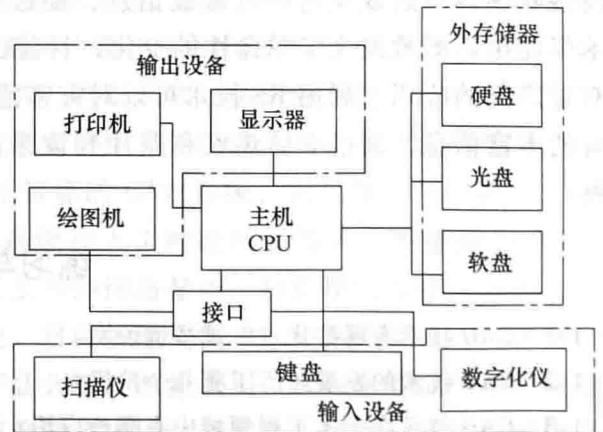 输出设备
打印机
显示器
绘图机
主机
CPU
外存储器
硬盘
光盘
软盘
接口
扫描仪
键盘
输入设备
数字化仪